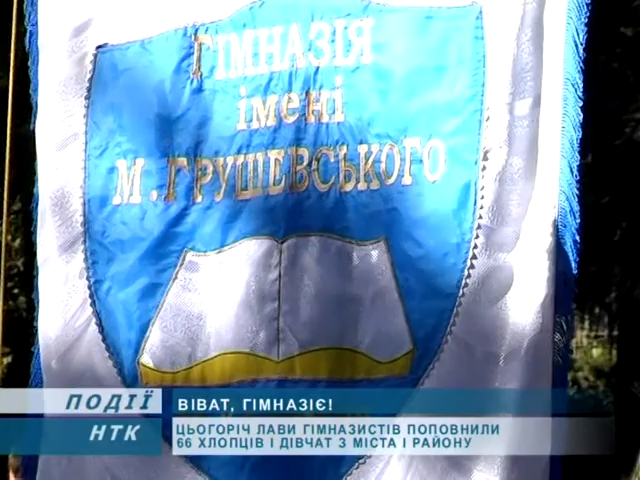 ГІМНАЗІЯ
імені
М.ГРУШЕВСЬКОГО
ПОДІЇ
ВІВАТ, ГІМНАЗІЄ!
НТК
ЦЬОГОРІЧ ЛАВИ ГІМНАЗИСТІВ ПОПОВНИЛИ
66 ХЛОПЦІВ І ДІВЧАТ З МІСТА І РАЙОНУ